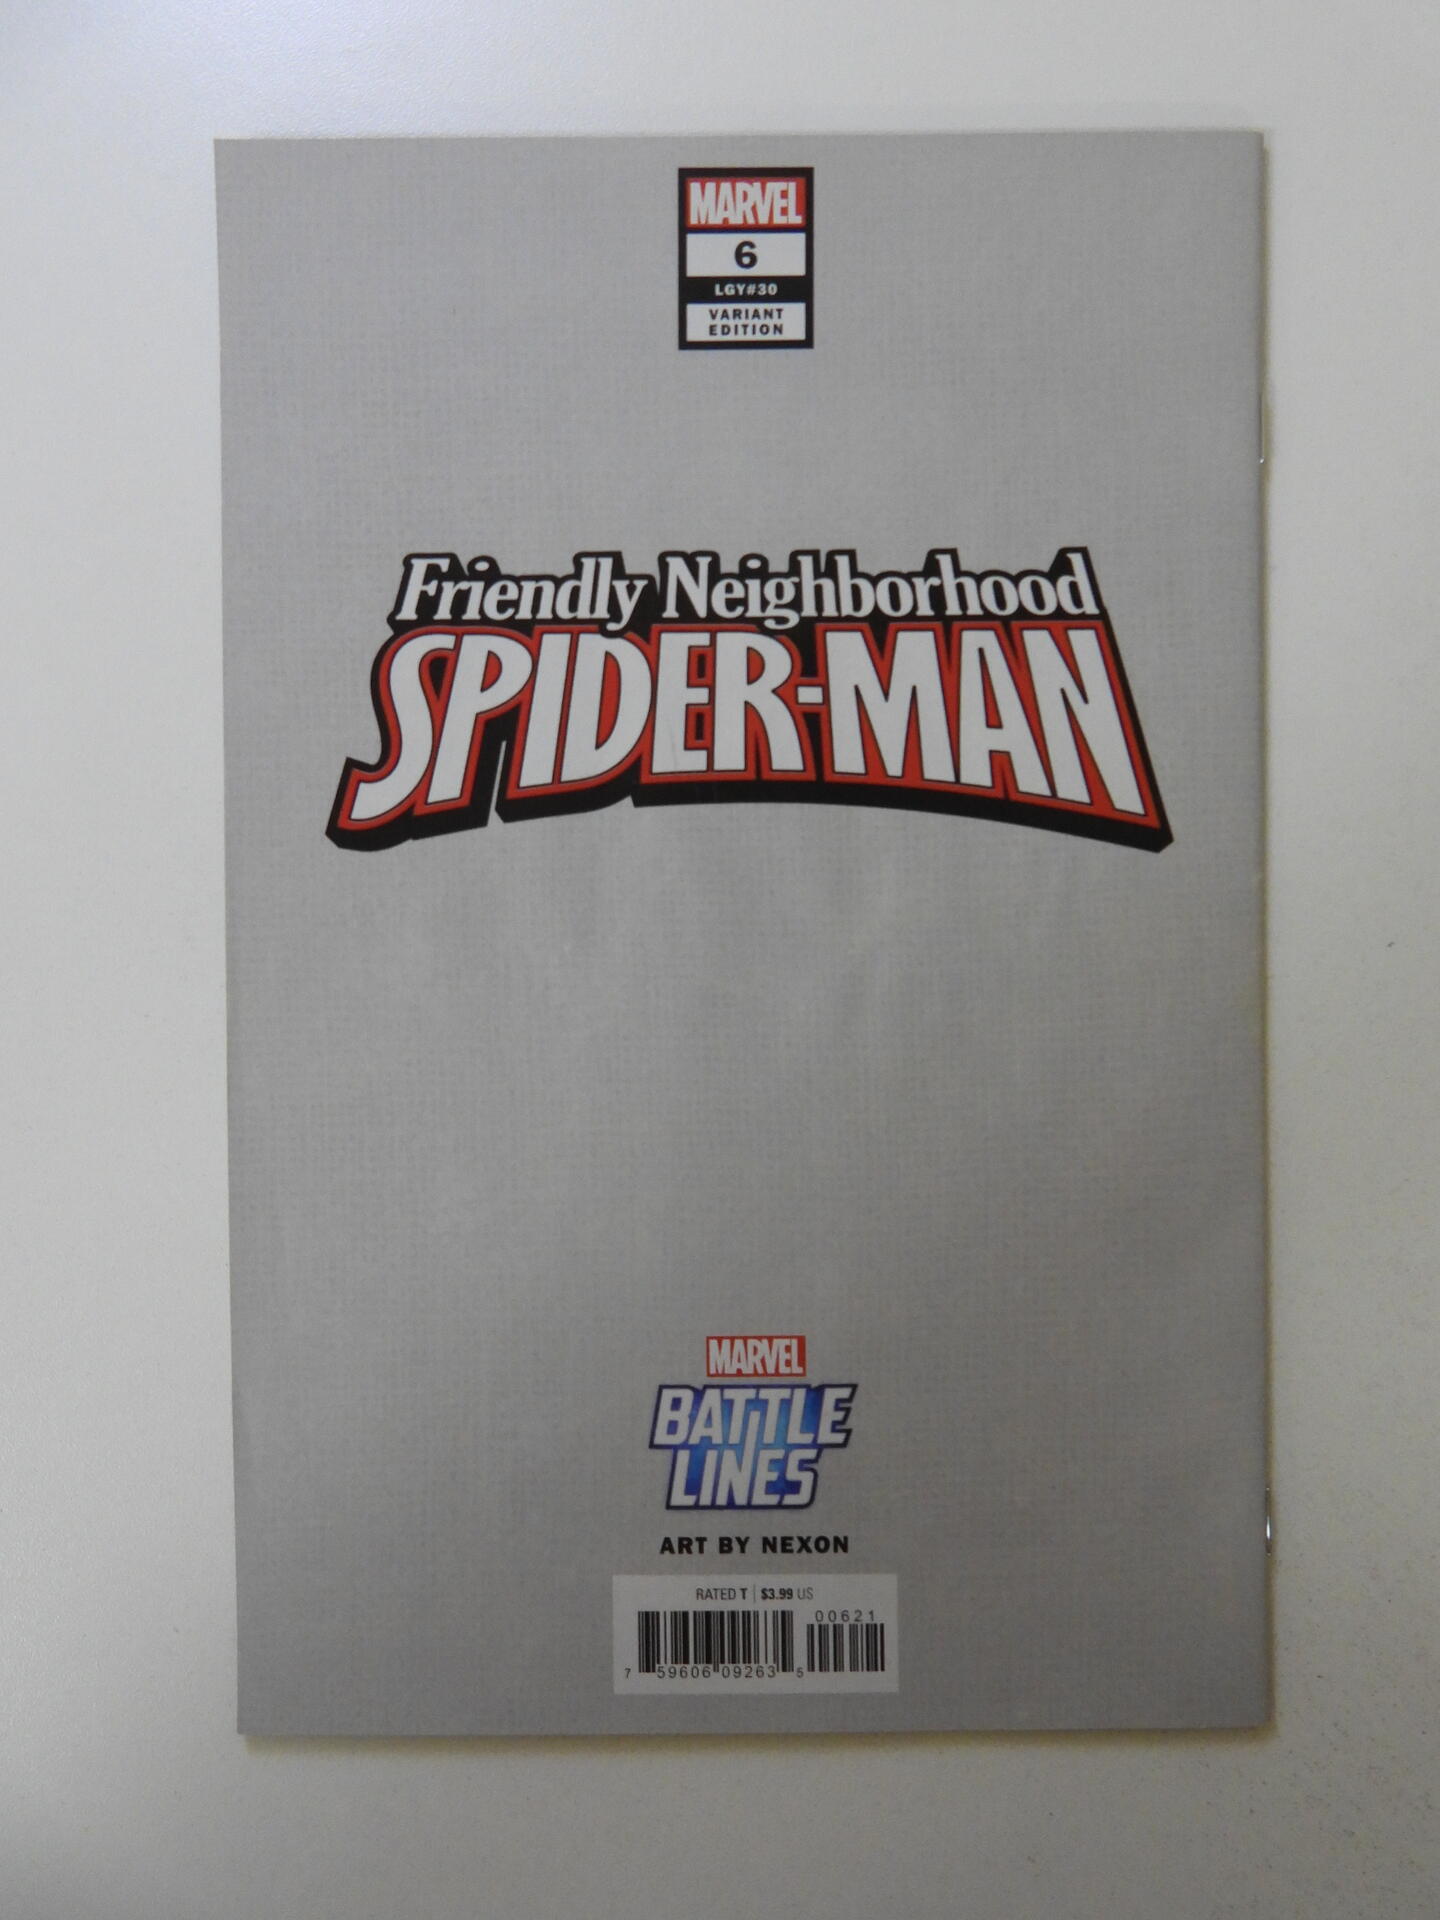 MARVEL
6
LGY#30
VARIANT
EDITION
Friendly Neighborhood
SPIDER-MAN
MARVEL
BATTLE
LINES
ART BY NEXON
RATED T | $3.99 US
00621
7 59606 09263 5